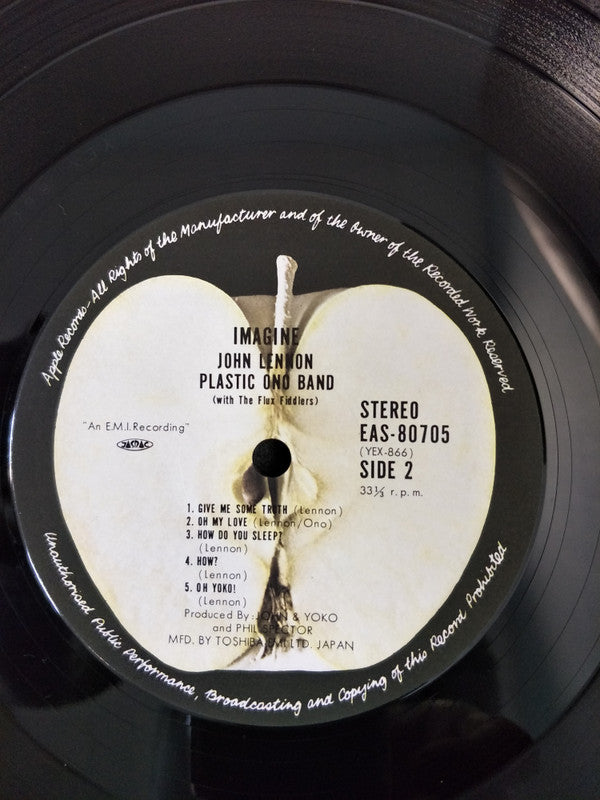 Apple Records-All Rights of the Manufacturer and of the Owner of the Recorded Work Reserved
IMAGINE
JOHN LENNON
PLASTIC ONO BAND
(with The Flux Fiddlers)
"An E.M.I. Recording"
JASRAC
STEREO
EAS-80705
(YEX-866)
SIDE 2
33⅓ r.p.m.
1. GIVE ME SOME TRUTH (Lennon)
2. OH MY LOVE (Lennon/Ono)
3. HOW DO YOU SLEEP?
(Lennon)
4. HOW?
(Lennon)
5. OH YOKO!
(Lennon)
Produced By: JOHN & YOKO
and PHIL SPECTOR
MFD. BY TOSHIBA EMI LTD. JAPAN
Unauthorised Public Performance, Broadcasting and Copying of this Record Prohibited